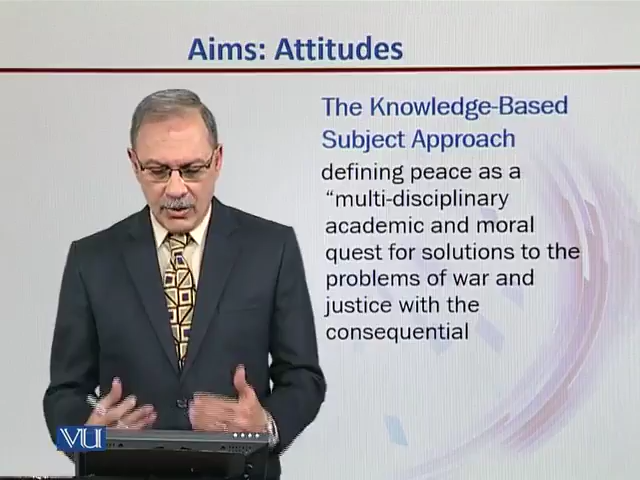 Aims: Attitudes
The Knowledge-Based
Subject Approach
defining peace as a
“multi-disciplinary
academic and moral
quest for solutions to the
problems of war and
justice with the
consequential
VU